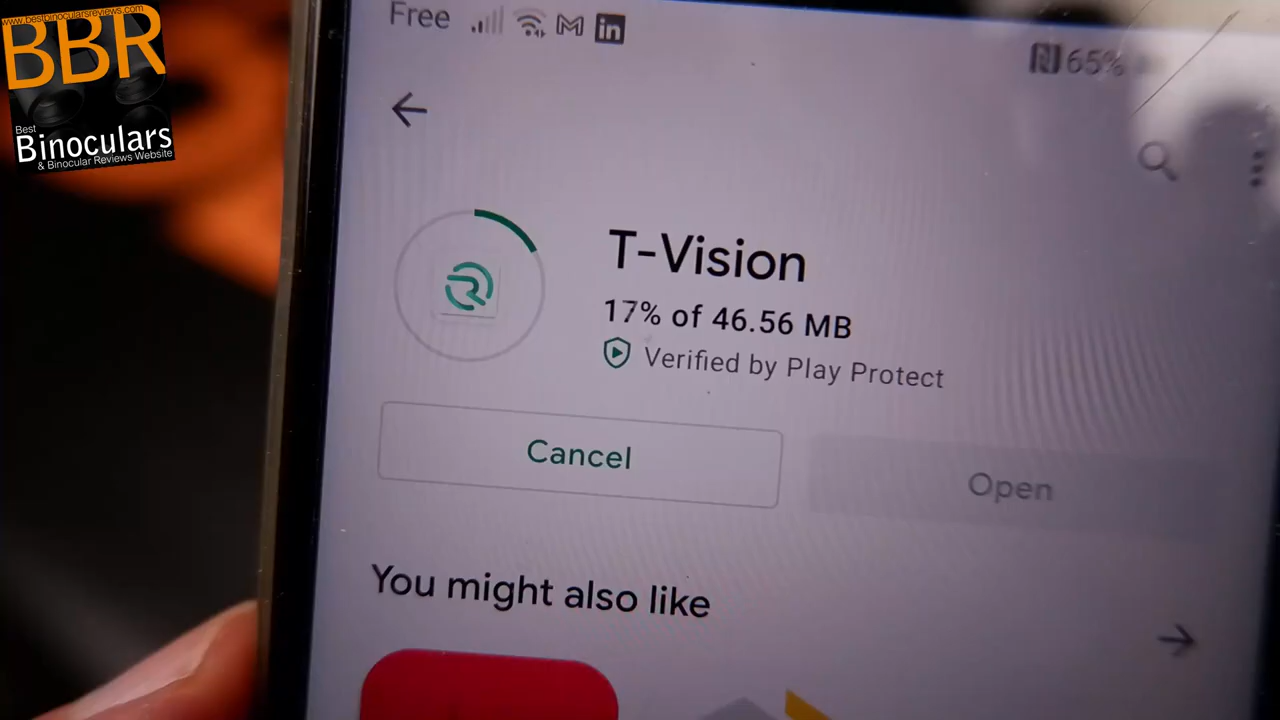 www.bestbinocularsreviews.com
BBR
Best
Binoculars
& Binocular Reviews Website
Free
in
65%
T-Vision
17% of 46.56 MB
Verified by Play Protect
Cancel
Open
You might also like